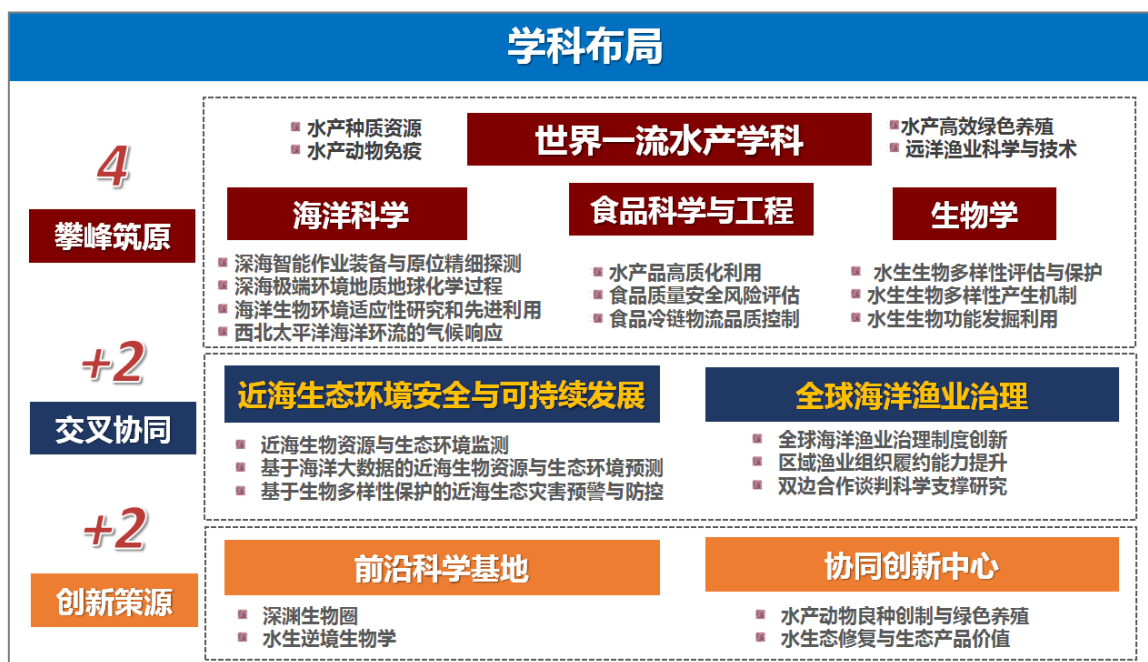 学科布局
4
攀峰筑原
水产种质资源
水产动物免疫
世界一流水产学科
水产高效绿色养殖
远洋渔业科学与技术
海洋科学
深海智能作业装备与原位精细探测
深海极端环境地质地球化学过程
海洋生物环境适应性研究和先进利用
西北太平洋海洋环流的气候响应
食品科学与工程
水产品高质化利用
食品质量安全风险评估
食品冷链物流品质控制
生物学
水生生物多样性评估与保护
水生生物多样性产生机制
水生生物功能发掘利用
+2
交叉协同
近海生态环境安全与可持续发展
近海生物资源与生态环境监测
基于海洋大数据的近海生物资源与生态环境预测
基于生物多样性保护的近海生态灾害预警与防控
全球海洋渔业治理
全球海洋渔业治理制度创新
区域渔业组织履约能力提升
双边合作谈判科学支撑研究
+2
创新策源
前沿科学基地
深渊生物圈
水生逆境生物学
协同创新中心
水产动物良种创制与绿色养殖
水生态修复与生态产品价值